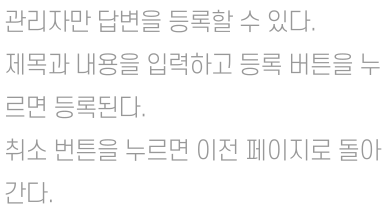 관리자만 답변을 등록할 수 있다.
제목과 내용을 입력하고 등록 버튼을 누
르면 등록된다.
취소 번튼을 누르면 이전 페이지로 돌아
간다.